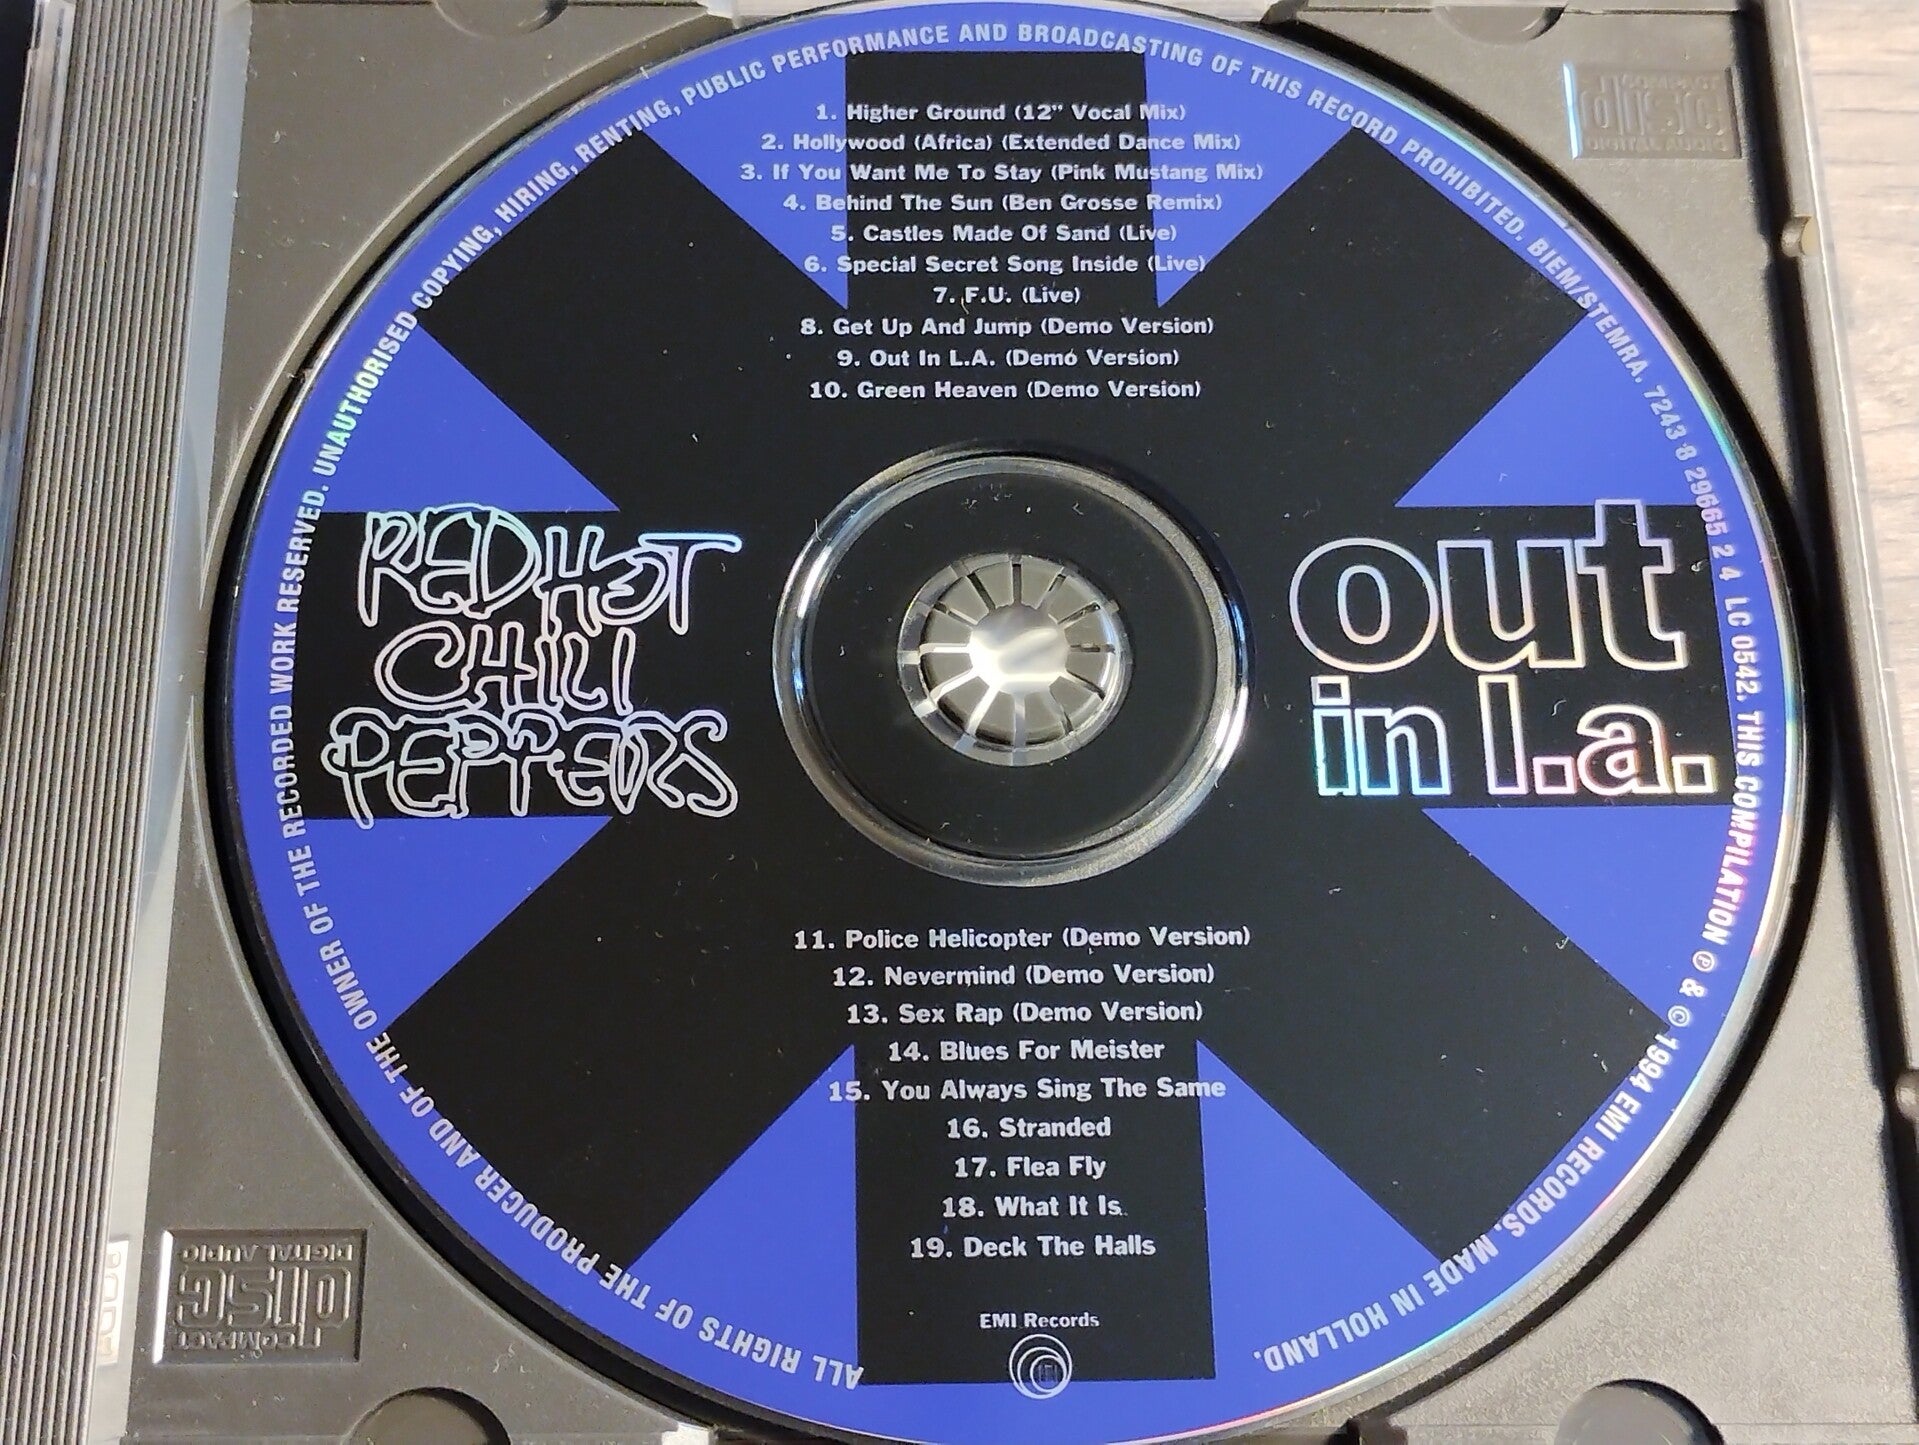 1. Higher Ground (12" Vocal Mix)
2. Hollywood (Africa) (Extended Dance Mix)
3. If You Want Me To Stay (Pink Mustang Mix)
4. Behind The Sun (Ben Grosse Remix)
5. Castles Made Of Sand (Live)
6. Special Secret Song Inside (Live)
7. F.U. (Live)
8. Get Up And Jump (Demo Version)
9. Out In L.A. (Demo Version)
10. Green Heaven (Demo Version)
RED HOT
CHILI
PEPPERS
out
in l.a.
11. Police Helicopter (Demo Version)
12. Nevermind (Demo Version)
13. Sex Rap (Demo Version)
14. Blues For Meister
15. You Always Sing The Same
16. Stranded
17. Flea Fly
18. What It Is
19. Deck The Halls
EMI Records
EMI
ALL RIGHTS OF THE PRODUCER AND OF THE OWNER OF THE RECORDED WORK RESERVED. UNAUTHORISED COPYING, HIRING, RENTING, PUBLIC PERFORMANCE AND BROADCASTING OF THIS RECORD PROHIBITED. BIEM/STEMRA. 7243 8 29665 2 4 LC 0542. THIS COMPILATION ℗ & © 1994 EMI RECORDS. MADE IN HOLLAND.
COMPACT
disc
DIGITAL AUDIO
COMPACT
disc
DIGITAL AUDIO